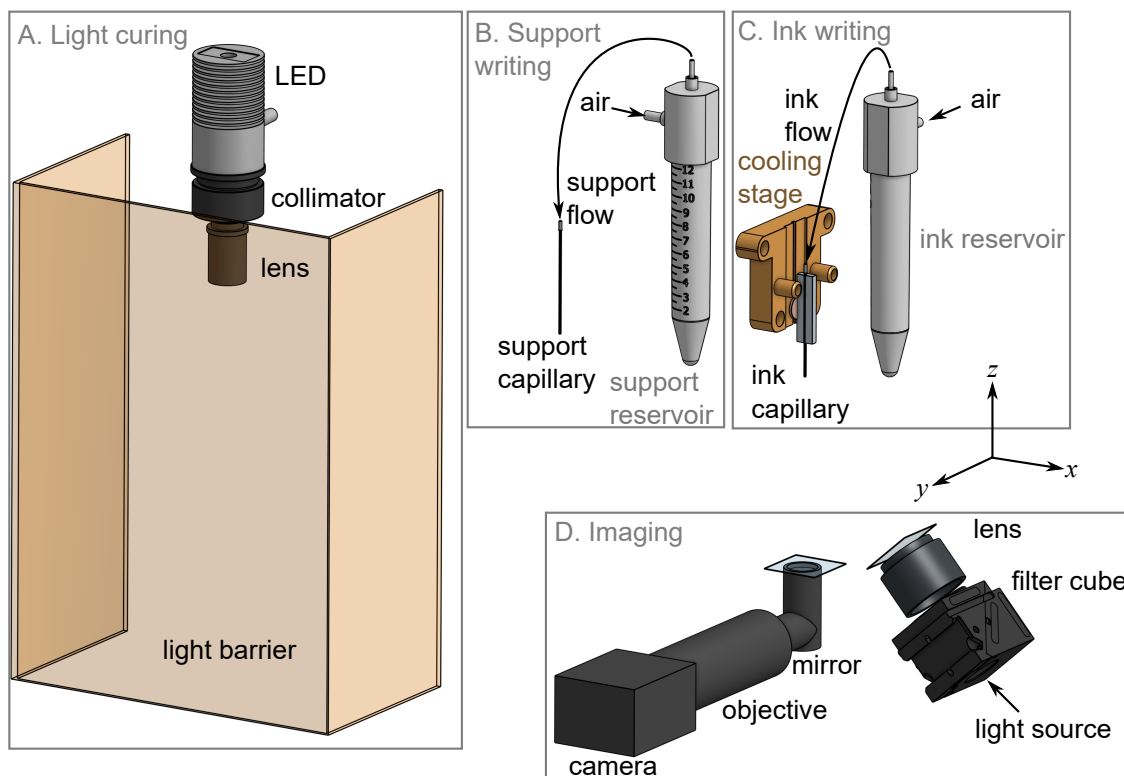 A. Light curing
LED
collimator
lens
light barrier
B. Support
writing
air
support
flow
12
11
10
9
8
7
6
5
4
3
2
support
capillary
support
reservoir
C. Ink writing
ink
flow
air
cooling
stage
ink reservoir
ink
capillary
z
x
y
D. Imaging
lens
filter cube
mirror
objective
light source
camera